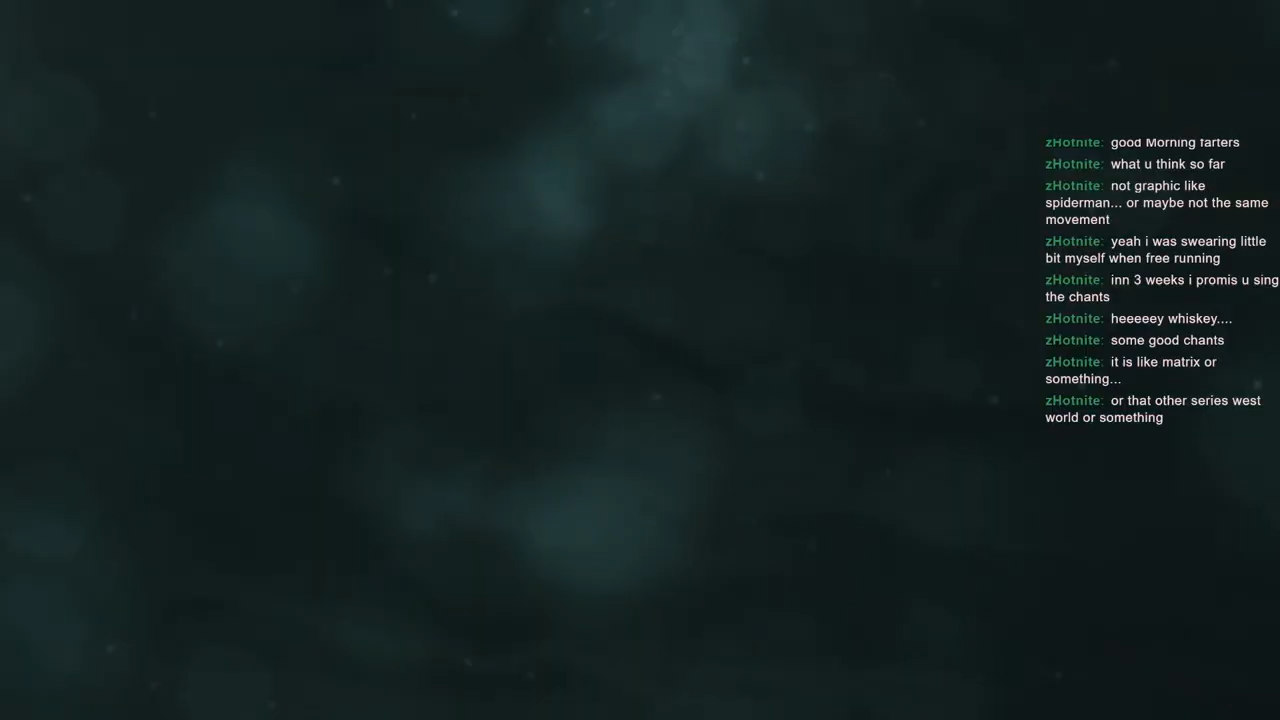 zHotnite: good Morning farters
zHotnite: what u think so far
zHotnite: not graphic like
spiderman... or maybe not the same
movement
zHotnite: yeah i was swearing little
bit myself when free running
zHotnite: inn 3 weeks i promis u sing
the chants
zHotnite: heeeeey whiskey....
zHotnite: some good chants
zHotnite: it is like matrix or
something...
zHotnite: or that other series west
world or something